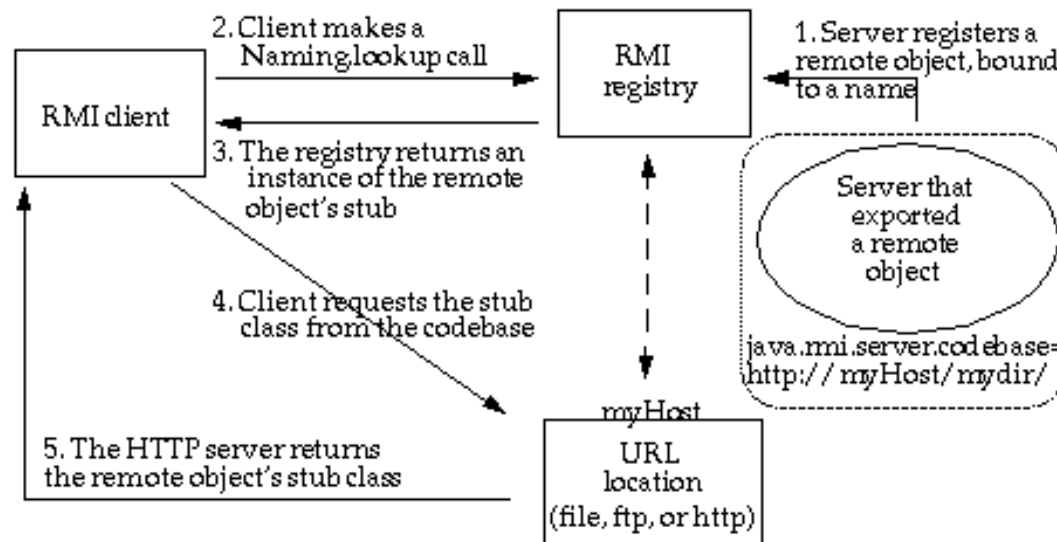 2. Client makes a
Naming.lookup call
RMI client
3. The registry returns an
instance of the remote
object's stub
RMI
registry
1. Server registers a
remote object, bound
to a name
Server that
exported
a remote
object
java.rmi.server.codebase=
http://myHost/mydir/
4. Client requests the stub
class from the codebase
myHost
URL
location
(file, ftp, or http)
5. The HTTP server returns
the remote object's stub class